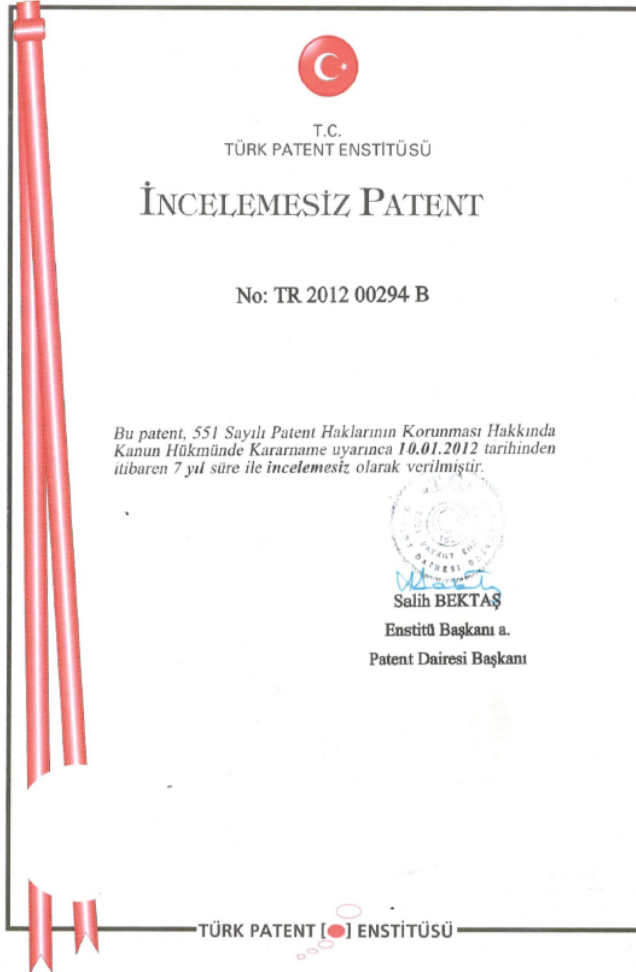 T.C.
TÜRK PATENT ENSTİTÜSÜ
İNCELEMESİZ PATENT
No: TR 2012 00294 B
Bu patent, 551 Sayılı Patent Haklarının Korunması Hakkında
Kanun Hükmünde Kararname uyarınca 10.01.2012 tarihinden
itibaren 7 yıl süre ile incelemesiz olarak verilmiştir.
Salih BEKTAŞ
Enstitü Başkanı a.
Patent Dairesi Başkanı
TÜRK PATENT [ ] ENSTİTÜSÜ